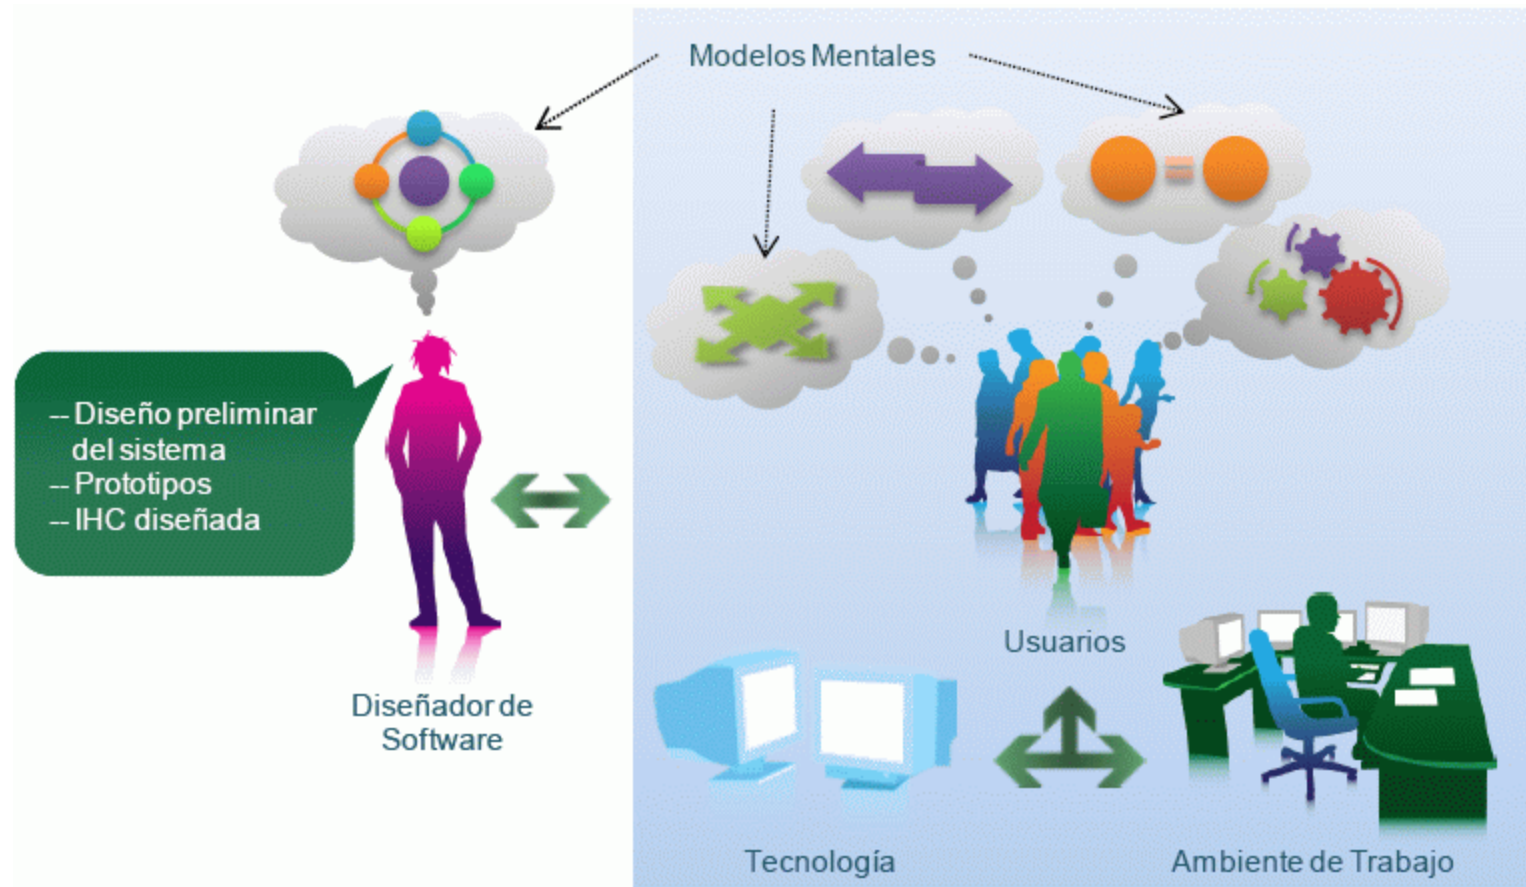 Modelos Mentales
-- Diseño preliminar
del sistema
-- Prototipos
-- IHC diseñada
Diseñador de
Software
Usuarios
Tecnología
Ambiente de Trabajo